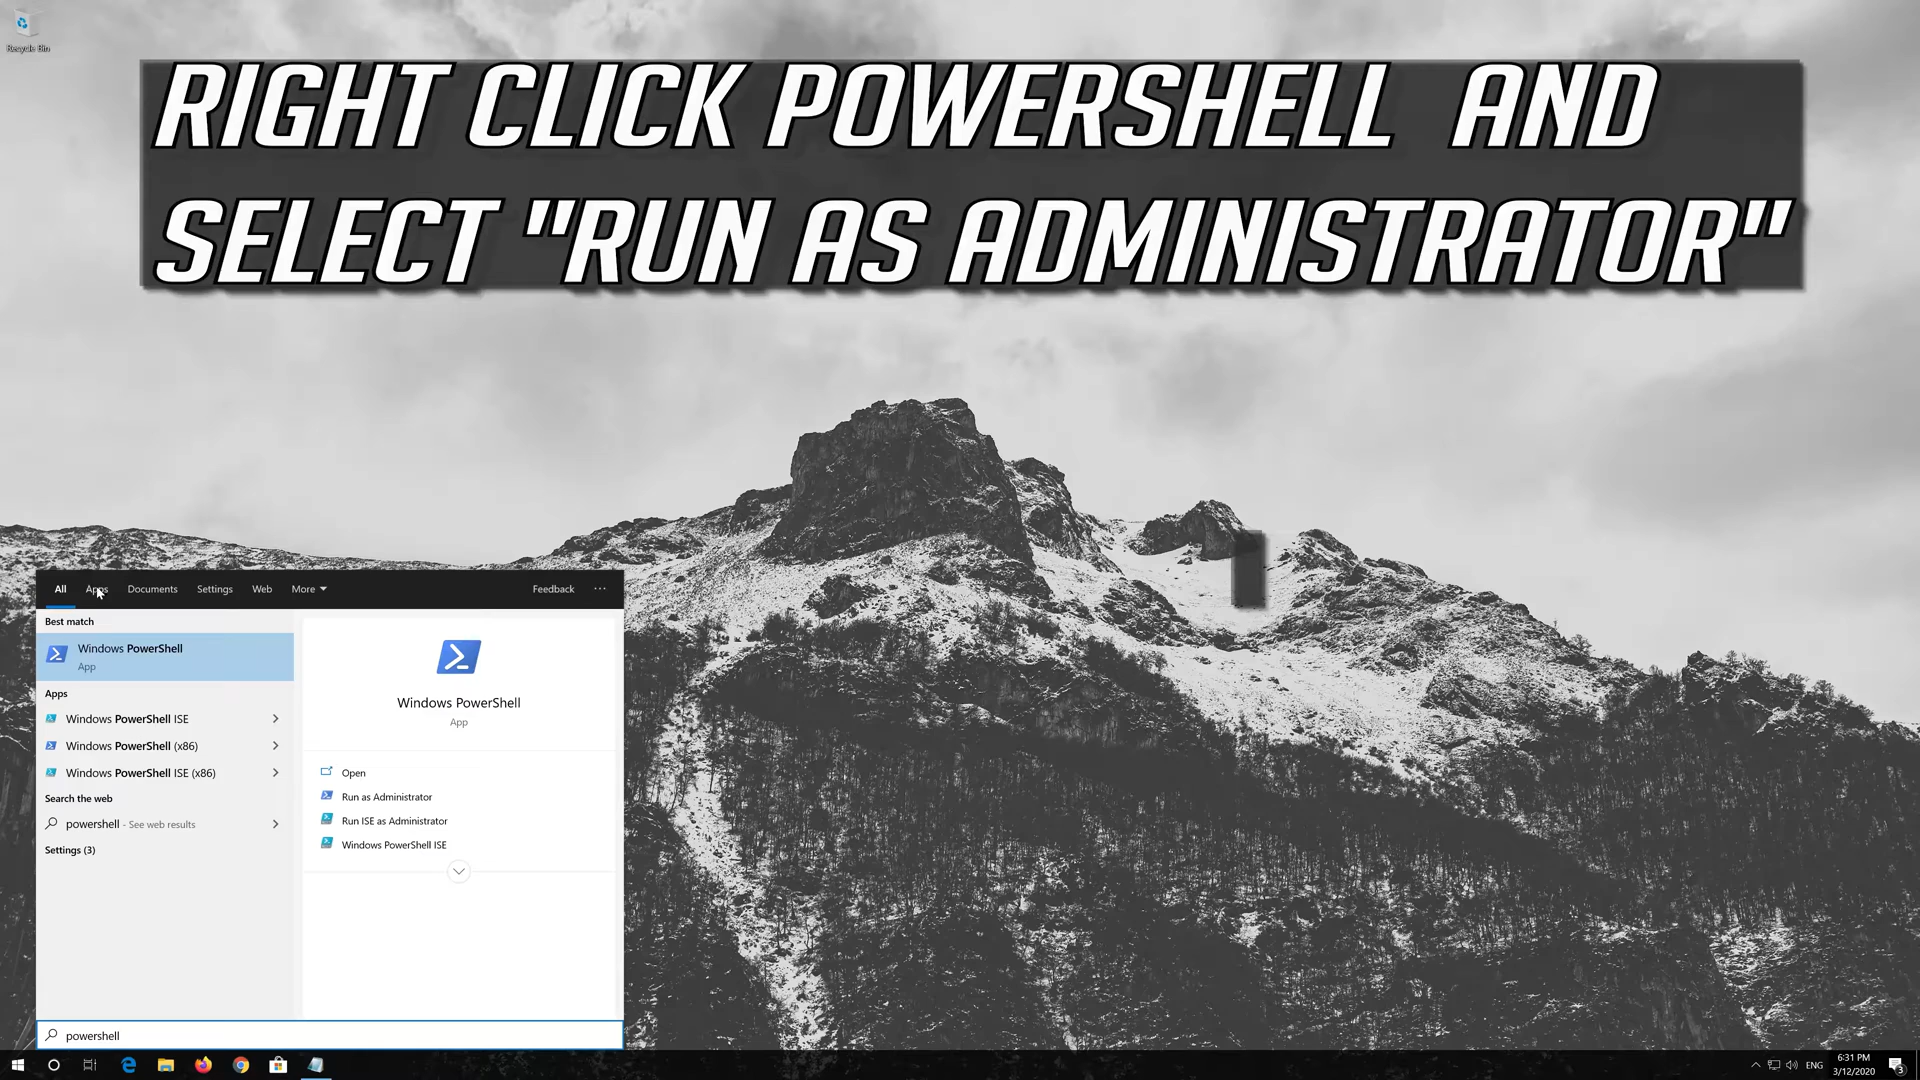 Recycle Bin
RIGHT CLICK POWERSHELL AND
SELECT "RUN AS ADMINISTRATOR"
All Apps Documents Settings Web More Feedback ...
Best match
Windows PowerShell
App
Apps
Windows PowerShell ISE
Windows PowerShell (x86)
Windows PowerShell ISE (x86)
Search the web
powershell - See web results
Settings (3)
Windows PowerShell
App
Open
Run as Administrator
Run ISE as Administrator
Windows PowerShell ISE
powershell
ENG
6:31 PM
3/12/2020
3